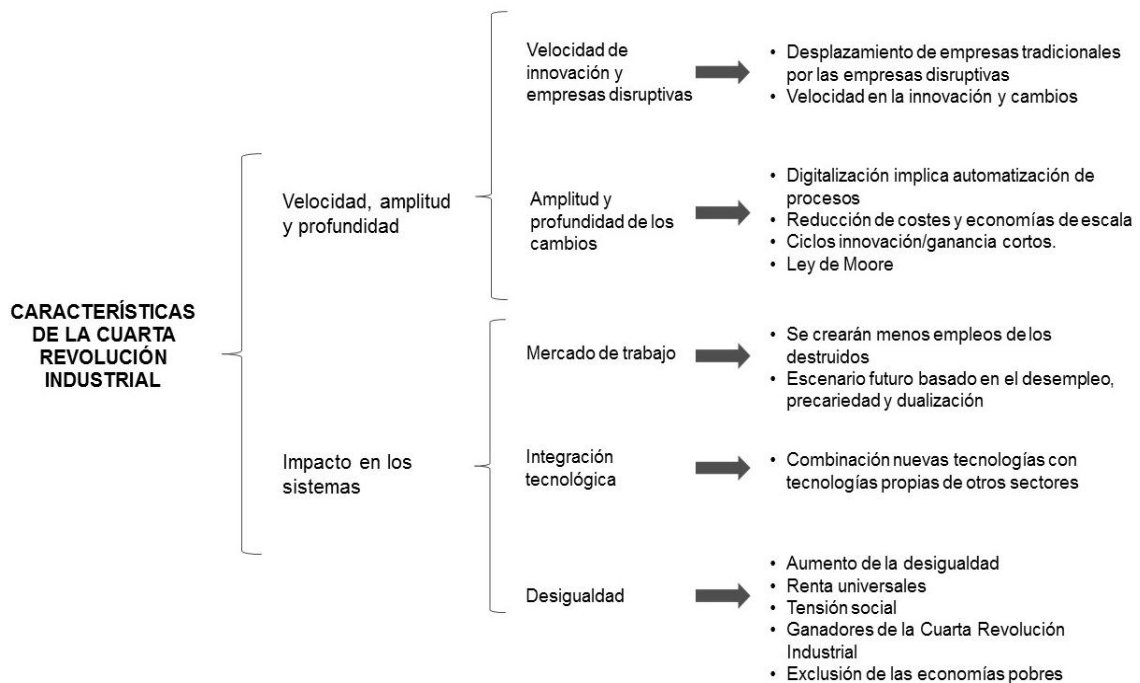 CARACTERÍSTICAS
DE LA CUARTA
REVOLUCIÓN
INDUSTRIAL
Velocidad, amplitud
y profundidad
Velocidad de
innovación y
empresas disruptivas
• Desplazamiento de empresas tradicionales
por las empresas disruptivas
• Velocidad en la innovación y cambios
Amplitud y
profundidad de los
cambios
• Digitalización implica automatización de
procesos
• Reducción de costes y economías de escala
• Ciclos innovación/ganancia cortos.
• Ley de Moore
Impacto en los
sistemas
Mercado de trabajo
• Se crearán menos empleos de los
destruidos
• Escenario futuro basado en el desempleo,
precariedad y dualización
Integración
tecnológica
• Combinación nuevas tecnologías con
tecnologías propias de otros sectores
Desigualdad
• Aumento de la desigualdad
• Renta universales
• Tensión social
• Ganadores de la Cuarta Revolución
Industrial
• Exclusión de las economías pobres